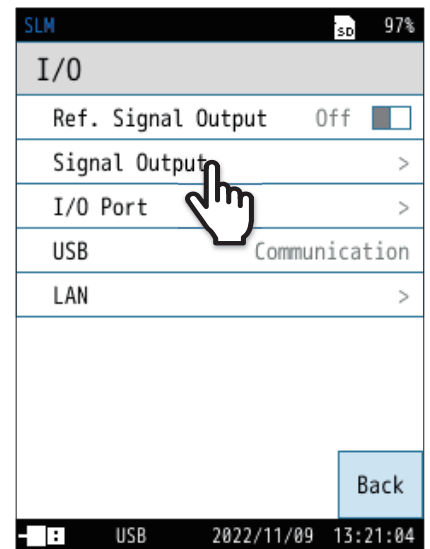 SLM SD 97%
I/O
Ref. Signal Output Off
Signal Output >
I/O Port >
USB Communication
LAN >
Back
USB 2022/11/09 13:21:04